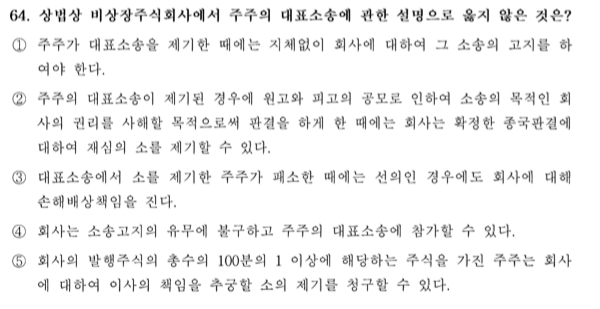 64. 상법상 비상장주식회사에서 주주의 대표소송에 관한 설명으로 옳지 않은 것은?
① 주주가 대표소송을 제기한 때에는 지체없이 회사에 대하여 그 소송의 고지를 하
여야 한다.
② 주주의 대표소송이 제기된 경우에 원고와 피고의 공모로 인하여 소송의 목적인 회
사의 권리를 사해할 목적으로써 판결을 하게 한 때에는 회사는 확정한 종국판결에
대하여 재심의 소를 제기할 수 있다.
③ 대표소송에서 소를 제기한 주주가 패소한 때에는 선의인 경우에도 회사에 대해
손해배상책임을 진다.
④ 회사는 소송고지의 유무에 불구하고 주주의 대표소송에 참가할 수 있다.
⑤ 회사의 발행주식의 총수의 100분의 1 이상에 해당하는 주식을 가진 주주는 회사
에 대하여 이사의 책임을 추궁할 소의 제기를 청구할 수 있다.